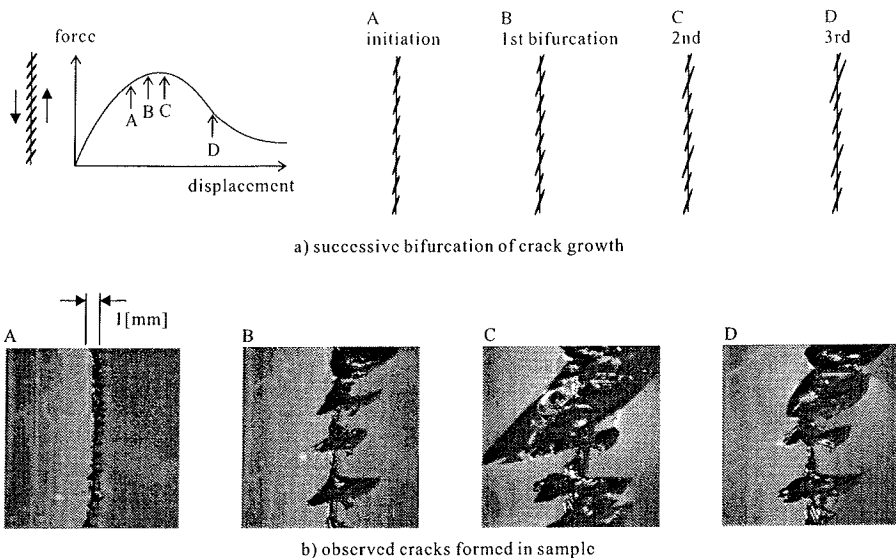 force
A
B
C
D
displacement
A
initiation
B
1st bifurcation
C
2nd
D
3rd
a) successive bifurcation of crack growth
1[mm]
A
B
C
D
b) observed cracks formed in sample